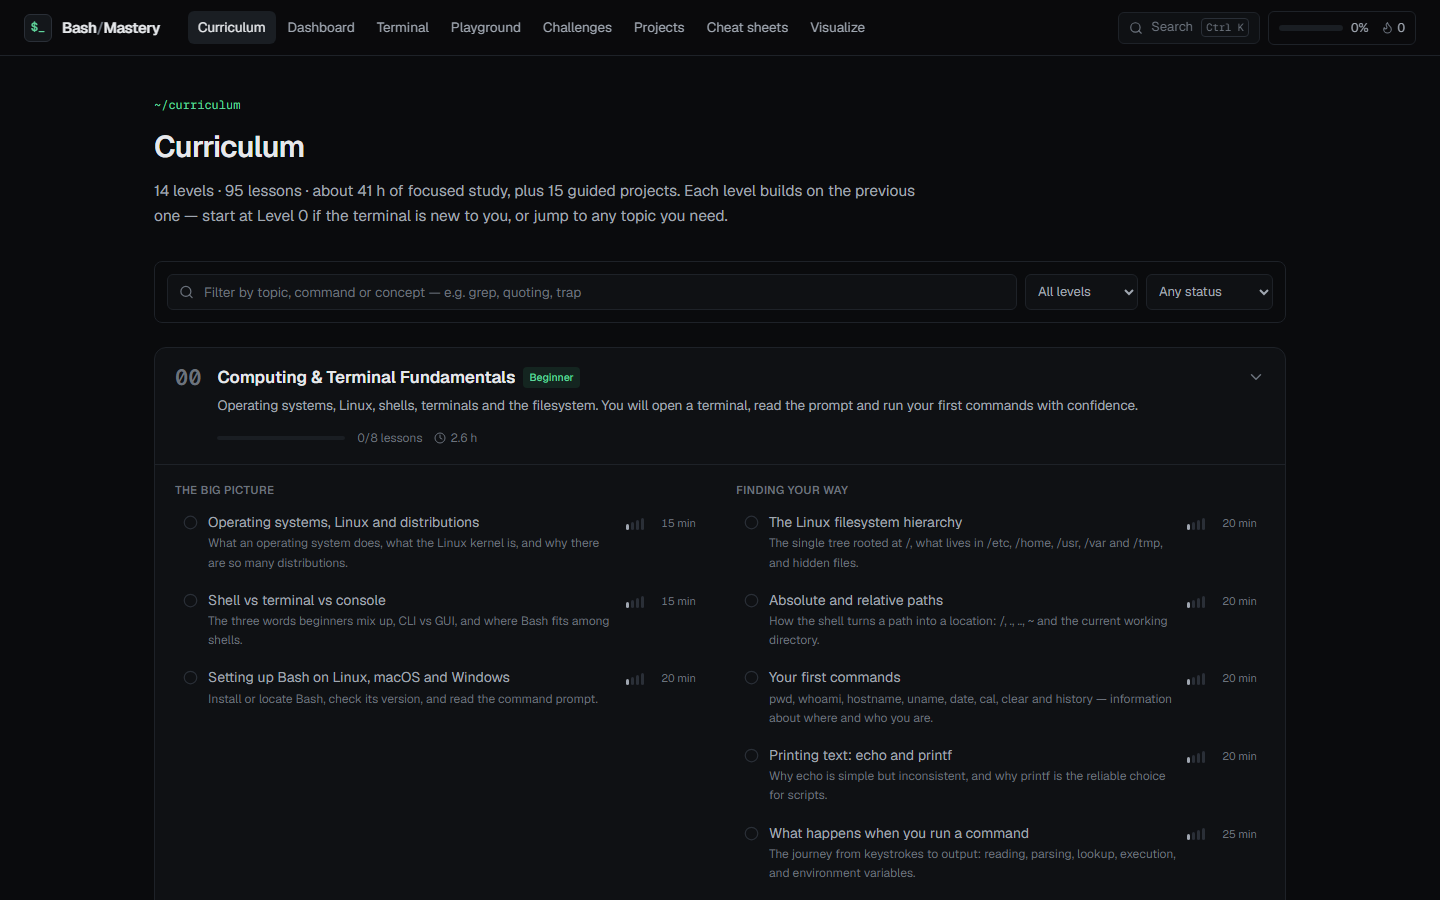 $_ Bash/Mastery Curriculum Dashboard Terminal Playground Challenges Projects Cheat sheets Visualize Search Ctrl K 0% 0
~/curriculum
Curriculum
14 levels · 95 lessons · about 41 h of focused study, plus 15 guided projects. Each level builds on the previous
one — start at Level 0 if the terminal is new to you, or jump to any topic you need.
Filter by topic, command or concept — e.g. grep, quoting, trap All levels Any status
00 Computing & Terminal Fundamentals Beginner
Operating systems, Linux, shells, terminals and the filesystem. You will open a terminal, read the prompt and run your first commands with confidence.
0/8 lessons 2.6 h
THE BIG PICTURE
Operating systems, Linux and distributions 15 min
What an operating system does, what the Linux kernel is, and why there
are so many distributions.
Shell vs terminal vs console 15 min
The three words beginners mix up, CLI vs GUI, and where Bash fits among
shells.
Setting up Bash on Linux, macOS and Windows 20 min
Install or locate Bash, check its version, and read the command prompt.
FINDING YOUR WAY
The Linux filesystem hierarchy 20 min
The single tree rooted at /, what lives in /etc, /home, /usr, /var and /tmp,
and hidden files.
Absolute and relative paths 20 min
How the shell turns a path into a location: /, ., .., ~ and the current working
directory.
Your first commands 20 min
pwd, whoami, hostname, uname, date, cal, clear and history — information
about where and who you are.
Printing text: echo and printf 20 min
Why echo is simple but inconsistent, and why printf is the reliable choice
for scripts.
What happens when you run a command 25 min
The journey from keystrokes to output: reading, parsing, lookup, execution,
and environment variables.